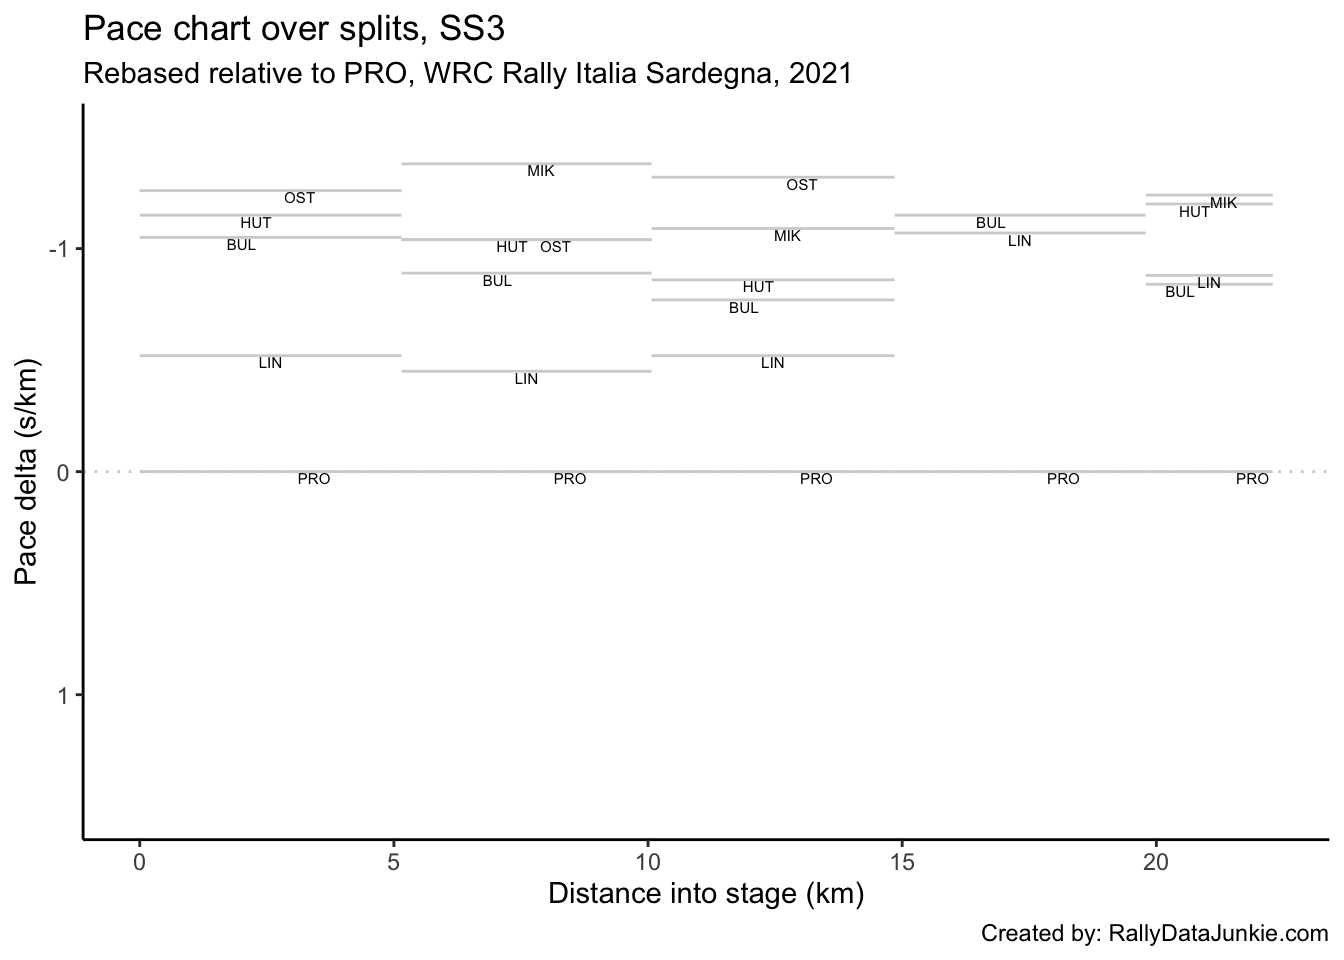 Pace chart over splits, SS3
Rebased relative to PRO, WRC Rally Italia Sardegna, 2021
MIK
OST
OST
MIK
HUT
HUT
BUL
MIK
BUL
HUT OST
LIN
-1
BUL
HUT
LIN
BUL
BUL
LIN
LIN
LIN
0
PRO PRO PRO PRO PRO
Pace delta (s/km)
1
0 5 10 15 20
Distance into stage (km)
Created by: RallyDataJunkie.com